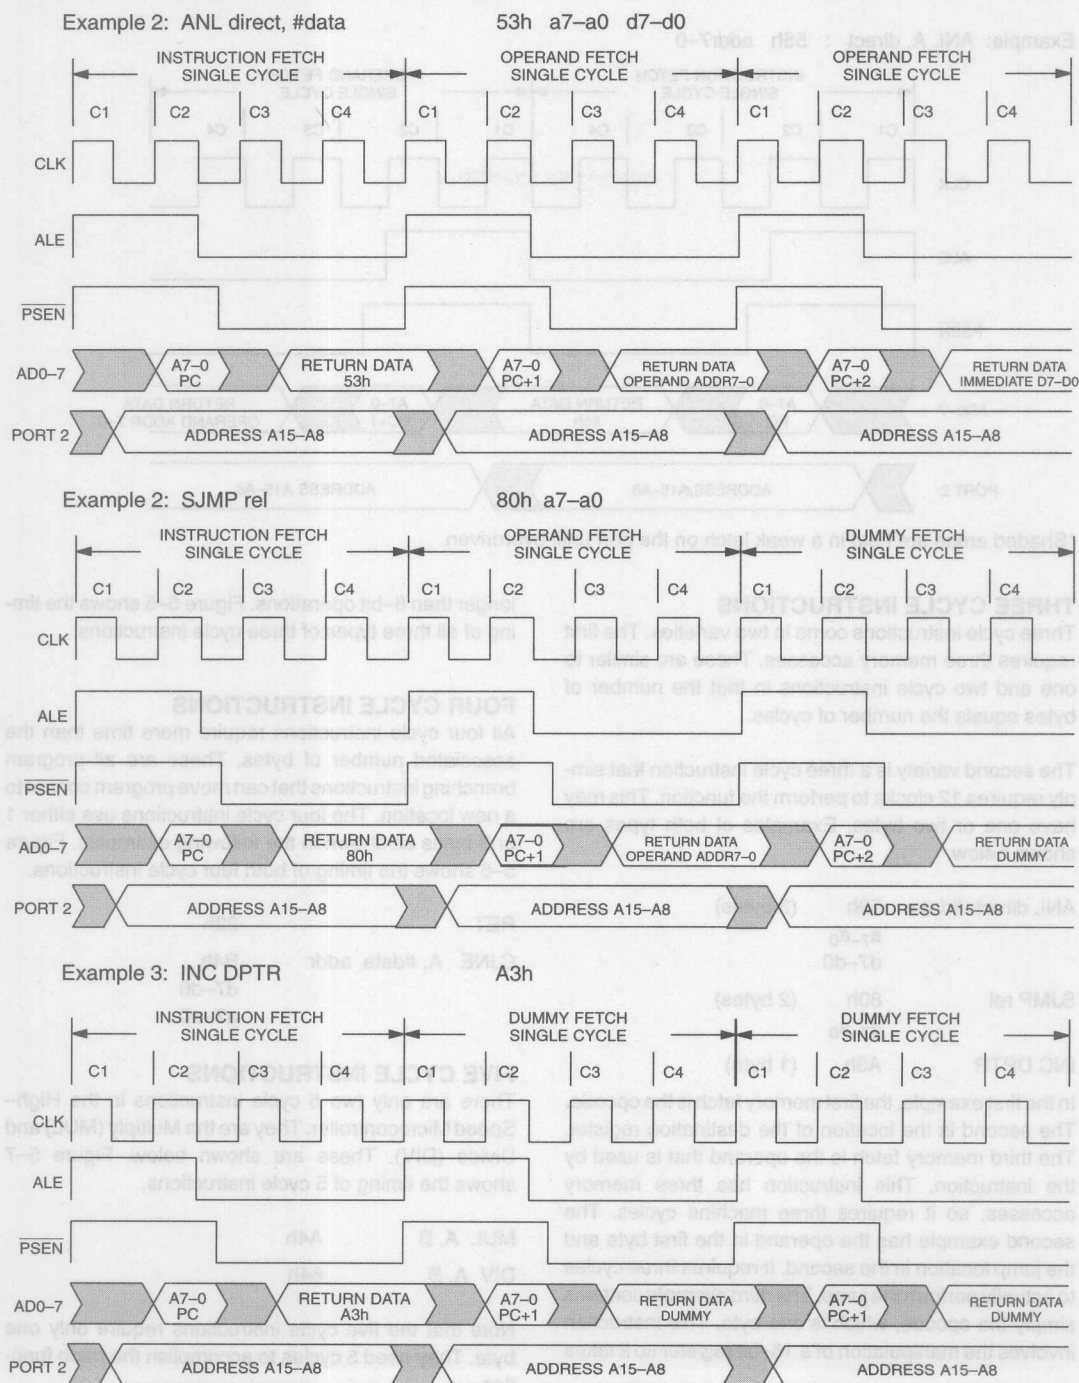 Example 2: ANL direct, #data 53h a7–a0 d7–d0
INSTRUCTION FETCH SINGLE CYCLE OPERAND FETCH SINGLE CYCLE OPERAND FETCH SINGLE CYCLE
C1 C2 C3 C4 C1 C2 C3 C4 C1 C2 C3 C4
CLK
ALE
PSEN
AD0–7 A7–0 PC RETURN DATA 53h A7–0 PC+1 RETURN DATA OPERAND ADDR7–0 A7–0 PC+2 RETURN DATA IMMEDIATE D7–D0
PORT 2 ADDRESS A15–A8 ADDRESS A15–A8 ADDRESS A15–A8
Example 2: SJMP rel 80h a7–a0
INSTRUCTION FETCH SINGLE CYCLE OPERAND FETCH SINGLE CYCLE DUMMY FETCH SINGLE CYCLE
C1 C2 C3 C4 C1 C2 C3 C4 C1 C2 C3 C4
CLK
ALE
PSEN
AD0–7 A7–0 PC RETURN DATA 80h A7–0 PC+1 RETURN DATA OPERAND ADDR7–0 A7–0 PC+2 RETURN DATA DUMMY
PORT 2 ADDRESS A15–A8 ADDRESS A15–A8 ADDRESS A15–A8
Example 3: INC DPTR A3h
INSTRUCTION FETCH SINGLE CYCLE DUMMY FETCH SINGLE CYCLE DUMMY FETCH SINGLE CYCLE
C1 C2 C3 C4 C1 C2 C3 C4 C1 C2 C3 C4
CLK
ALE
PSEN
AD0–7 A7–0 PC RETURN DATA A3h A7–0 PC+1 RETURN DATA DUMMY A7–0 PC+1 RETURN DATA DUMMY
PORT 2 ADDRESS A15–A8 ADDRESS A15–A8 ADDRESS A15–A8